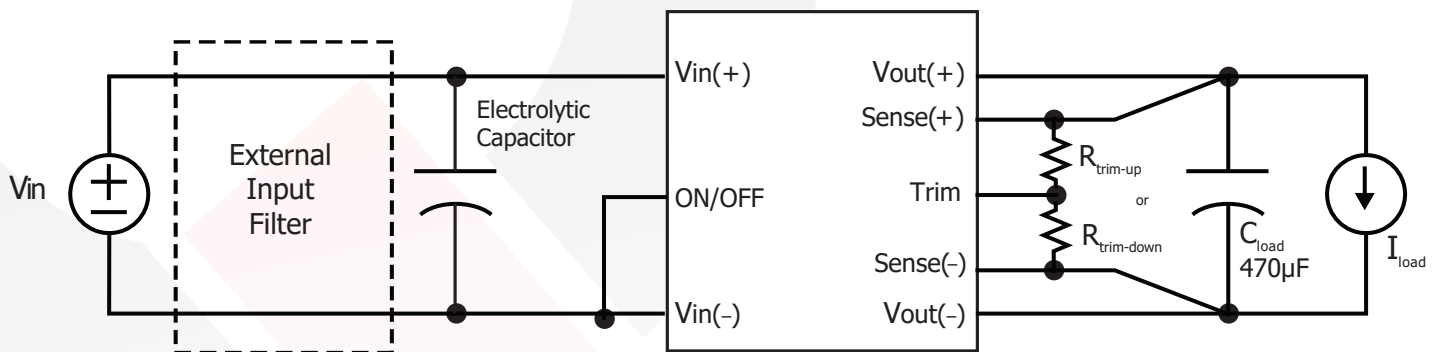 Vin
External
Input
Filter
Electrolytic
Capacitor
Vin(+)
ON/OFF
Vin(−)
Vout(+)
Sense(+)
Trim
Sense(−)
Vout(−)
Rtrim-up
or
Rtrim-down
Cload
470µF
Iload